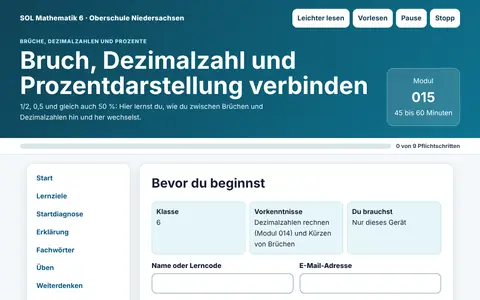 SOL Mathematik 6 · Oberschule Niedersachsen
Leichter lesen
Vorlesen
Pause
Stopp
BRÜCHE, DEZIMALZAHLEN UND PROZENTE
Bruch, Dezimalzahl und
Prozentdarstellung verbinden
1/2, 0,5 und gleich auch 50 %: Hier lernst du, wie du zwischen Brüchen und
Dezimalzahlen hin und her wechselst.
Modul
015
45 bis 60 Minuten
0 von 9 Pflichtschritten
Start
Lernziele
Startdiagnose
Erklärung
Fachwörter
Üben
Weiterdenken
Bevor du beginnst
Klasse
6
Vorkenntnisse
Dezimalzahlen rechnen
(Modul 014) und Kürzen
von Brüchen
Du brauchst
Nur dieses Gerät
Name oder Lerncode
E-Mail-Adresse